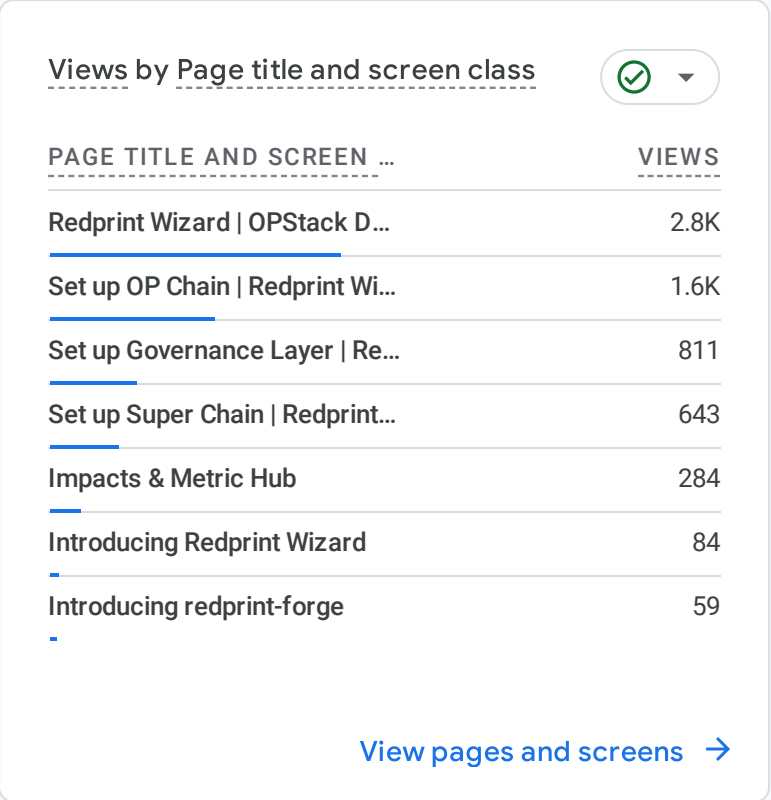 Views by Page title and screen class
PAGE TITLE AND SCREEN ...
VIEWS
Redprint Wizard | OPStack D...
2.8K
Set up OP Chain | Redprint Wi...
1.6K
Set up Governance Layer | Re...
811
Set up Super Chain | Redprint...
643
Impacts & Metric Hub
284
Introducing Redprint Wizard
84
Introducing redprint-forge
59
View pages and screens